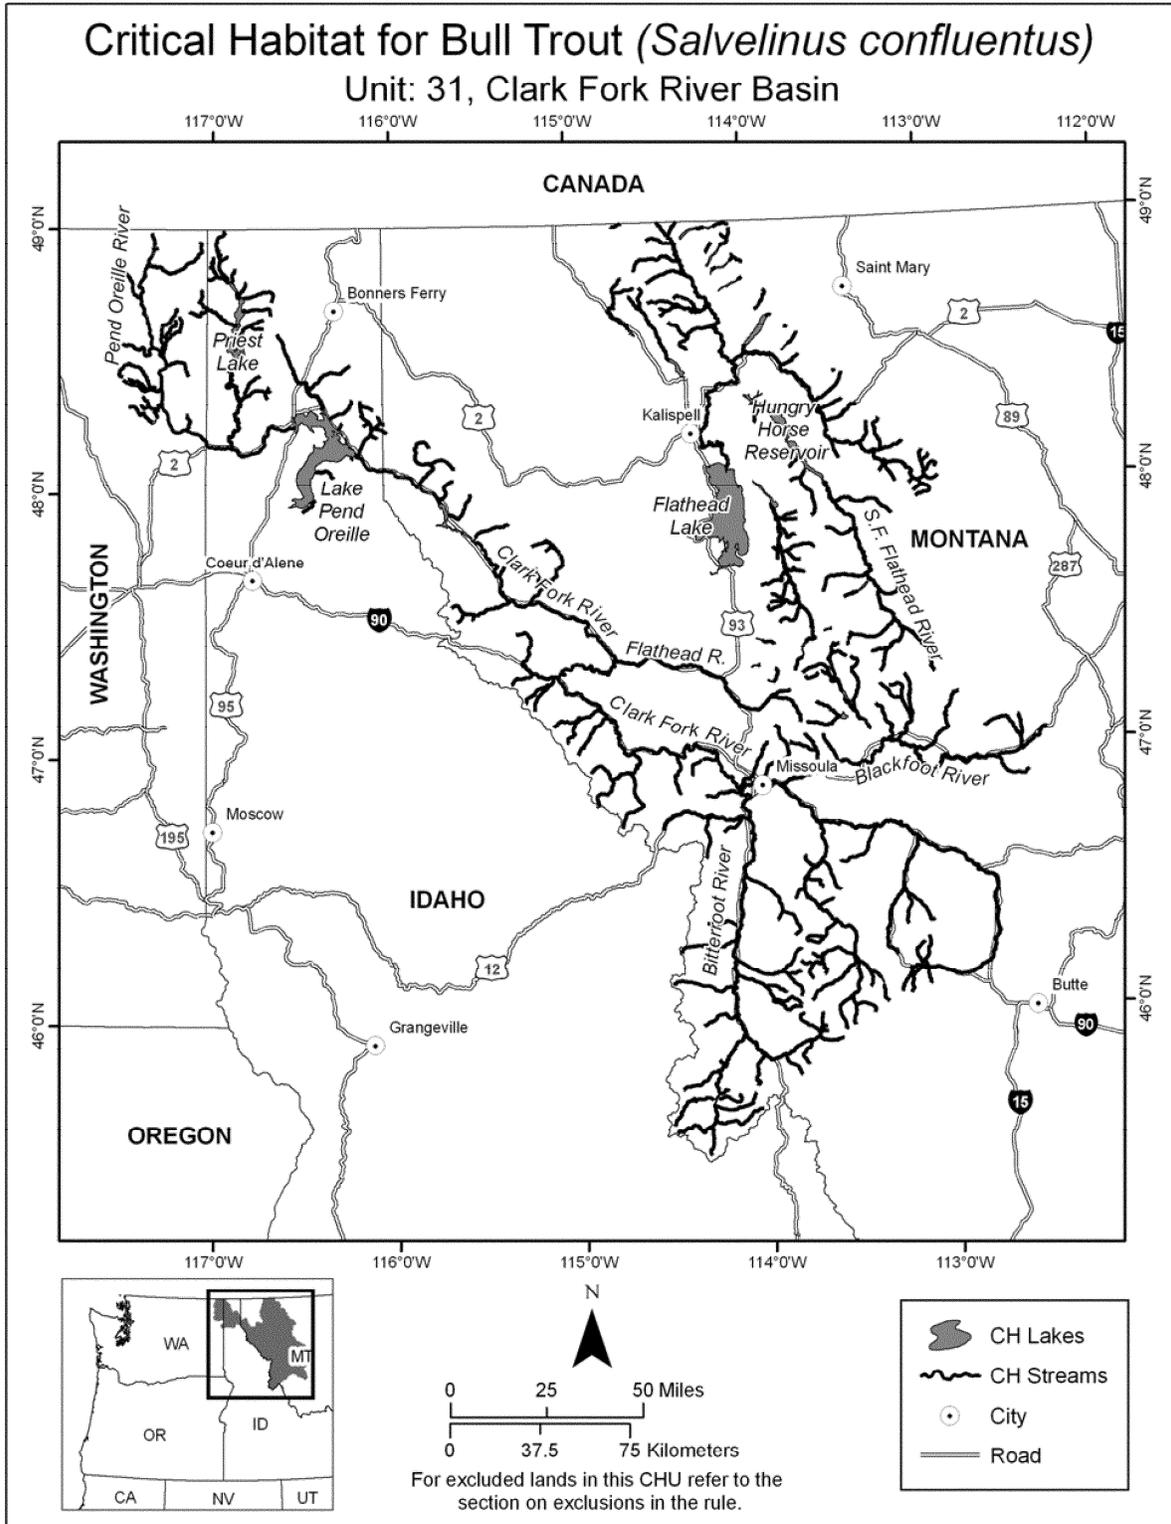 Critical Habitat for Bull Trout (Salvelinus confluentus)
Unit: 31, Clark Fork River Basin
117°0'W 116°0'W 115°0'W 114°0'W 113°0'W 112°0'W
CANADA
49°0'N
49°0'N
Pend Oreille River
Saint Mary
Bonners Ferry
2
15
Priest
Lake
Kalispell
Hungry
Horse
Reservoir
2
89
2
48°0'N
48°0'N
Lake
Pend
Oreille
Flathead
Lake
S.F. Flathead River
MONTANA
WASHINGTON
Coeur d'Alene
Clark Fork River
287
90
93
Flathead R.
95
Clark Fork River
47°0'N
47°0'N
Missoula
Blackfoot River
Moscow
195
IDAHO
Bitterroot River
12
Butte
46°0'N
46°0'N
Grangeville
90
15
OREGON
117°0'W 116°0'W 115°0'W 114°0'W 113°0'W
WA
MT
OR
ID
CA
NV
UT
N
0 25 50 Miles
0 37.5 75 Kilometers
For excluded lands in this CHU refer to the
section on exclusions in the rule.
CH Lakes
CH Streams
City
Road